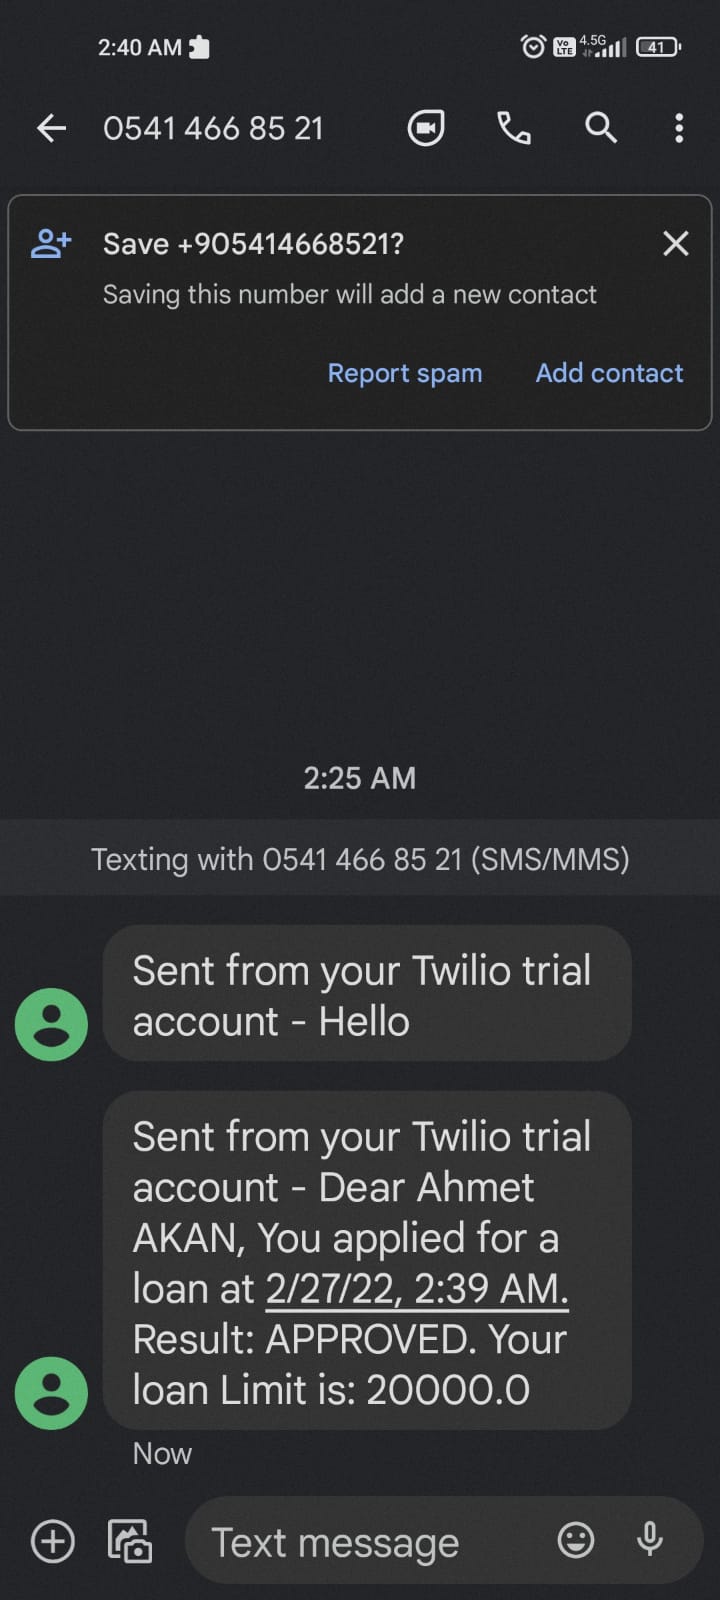 2:40 AM
Vo LTE 4.5G 41
0541 466 85 21
Save +905414668521?
Saving this number will add a new contact
Report spam Add contact
2:25 AM
Texting with 0541 466 85 21 (SMS/MMS)
Sent from your Twilio trial
account - Hello
Sent from your Twilio trial
account - Dear Ahmet
AKAN, You applied for a
loan at 2/27/22, 2:39 AM.
Result: APPROVED. Your
loan Limit is: 20000.0
Now
Text message